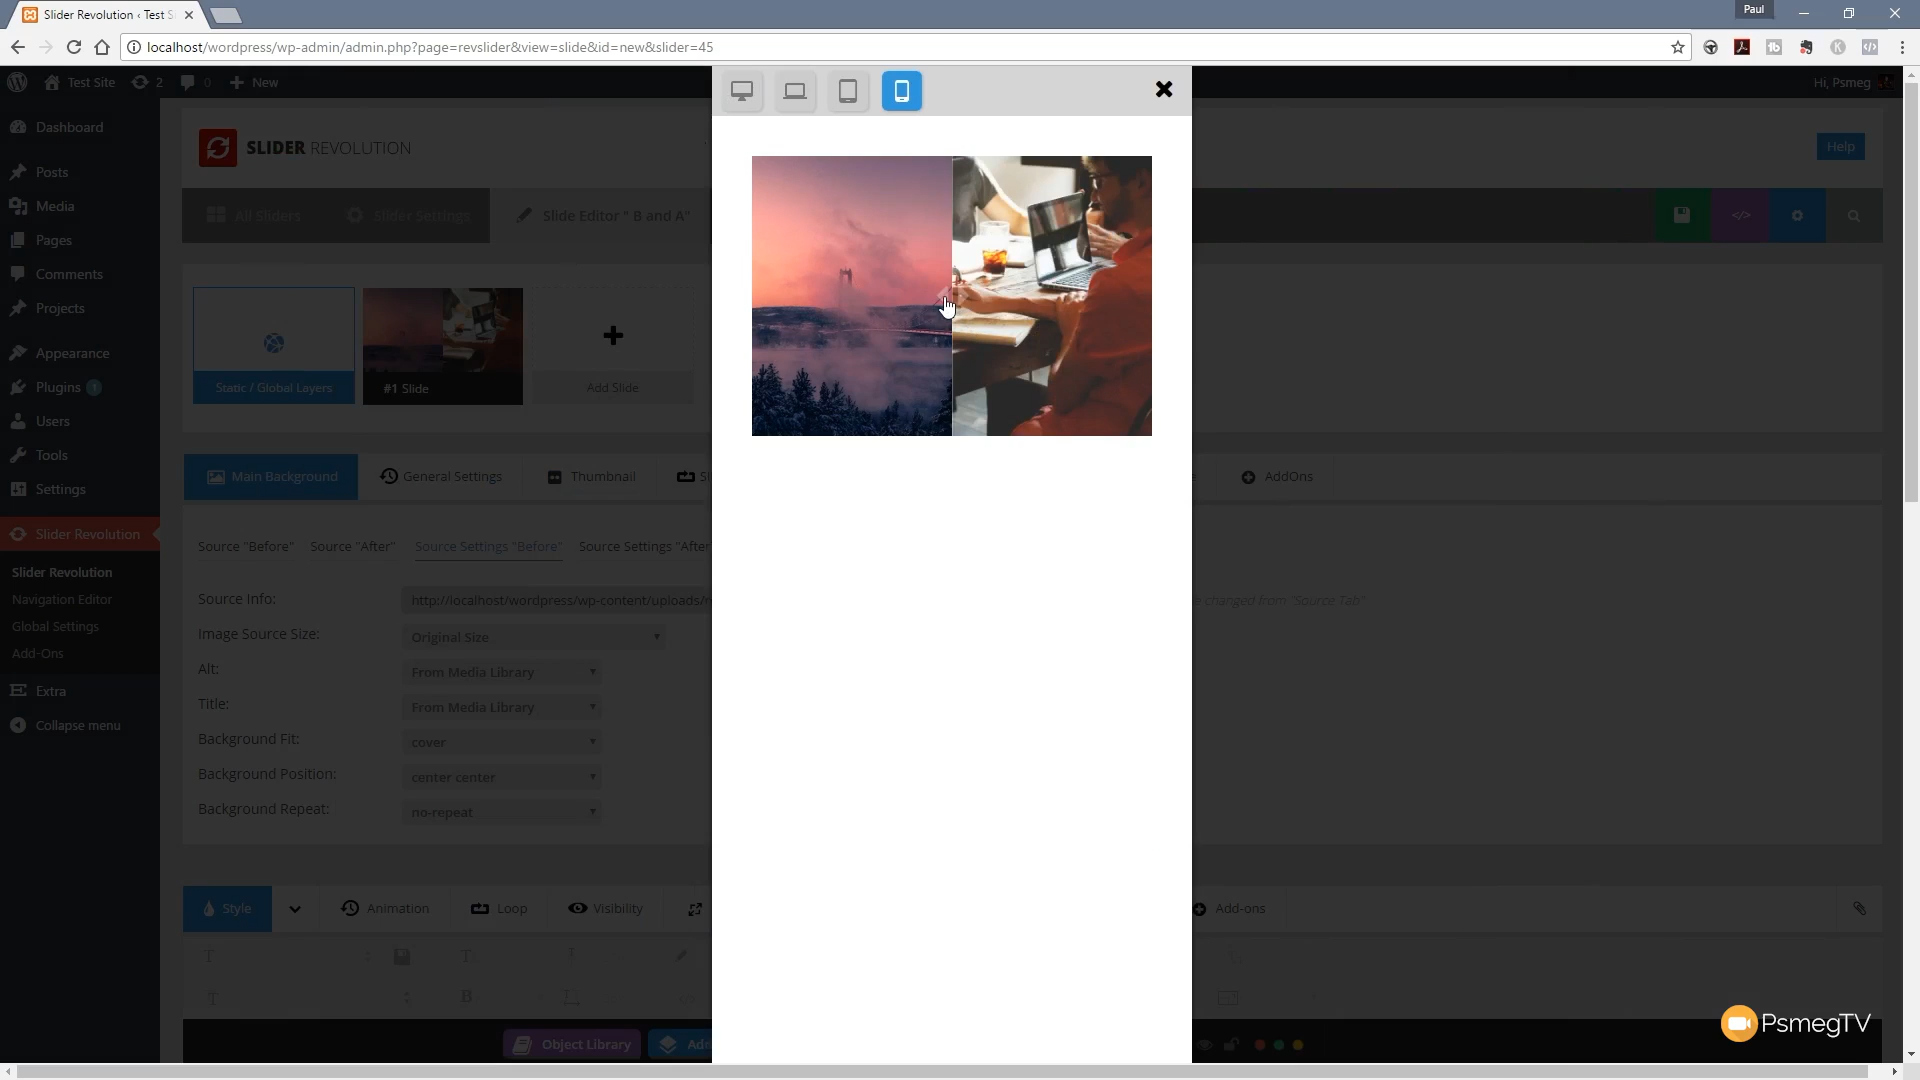 Slider Revolution ‹ Test S
Paul
localhost/wordpress/wp-admin/admin.php?page=revslider&view=slide&id=new&slider=45
Test Site
2
0
New
Hi, Psmeg
Dashboard
Posts
Media
Pages
Comments
Projects
Appearance
Plugins 1
Users
Tools
Settings
Slider Revolution
Slider Revolution
Navigation Editor
Global Settings
Add-Ons
Extra
Collapse menu
SLIDER REVOLUTION
Help
All Sliders
Slider Settings
Slide Editor " B and A"
Static / Global Layers
#1 Slide
Add Slide
Main Background
General Settings
Thumbnail
AddOns
Source "Before"
Source "After"
Source Settings "Before"
Source Settings "After
Source Info:
http://localhost/wordpress/wp-content/uploads/
changed from "Source Tab"
Image Source Size:
Original Size
Alt:
From Media Library
Title:
From Media Library
Background Fit:
cover
Background Position:
center center
Background Repeat:
no-repeat
Style
Animation
Loop
Visibility
Add-ons
Object Library
Add
PsmegTV